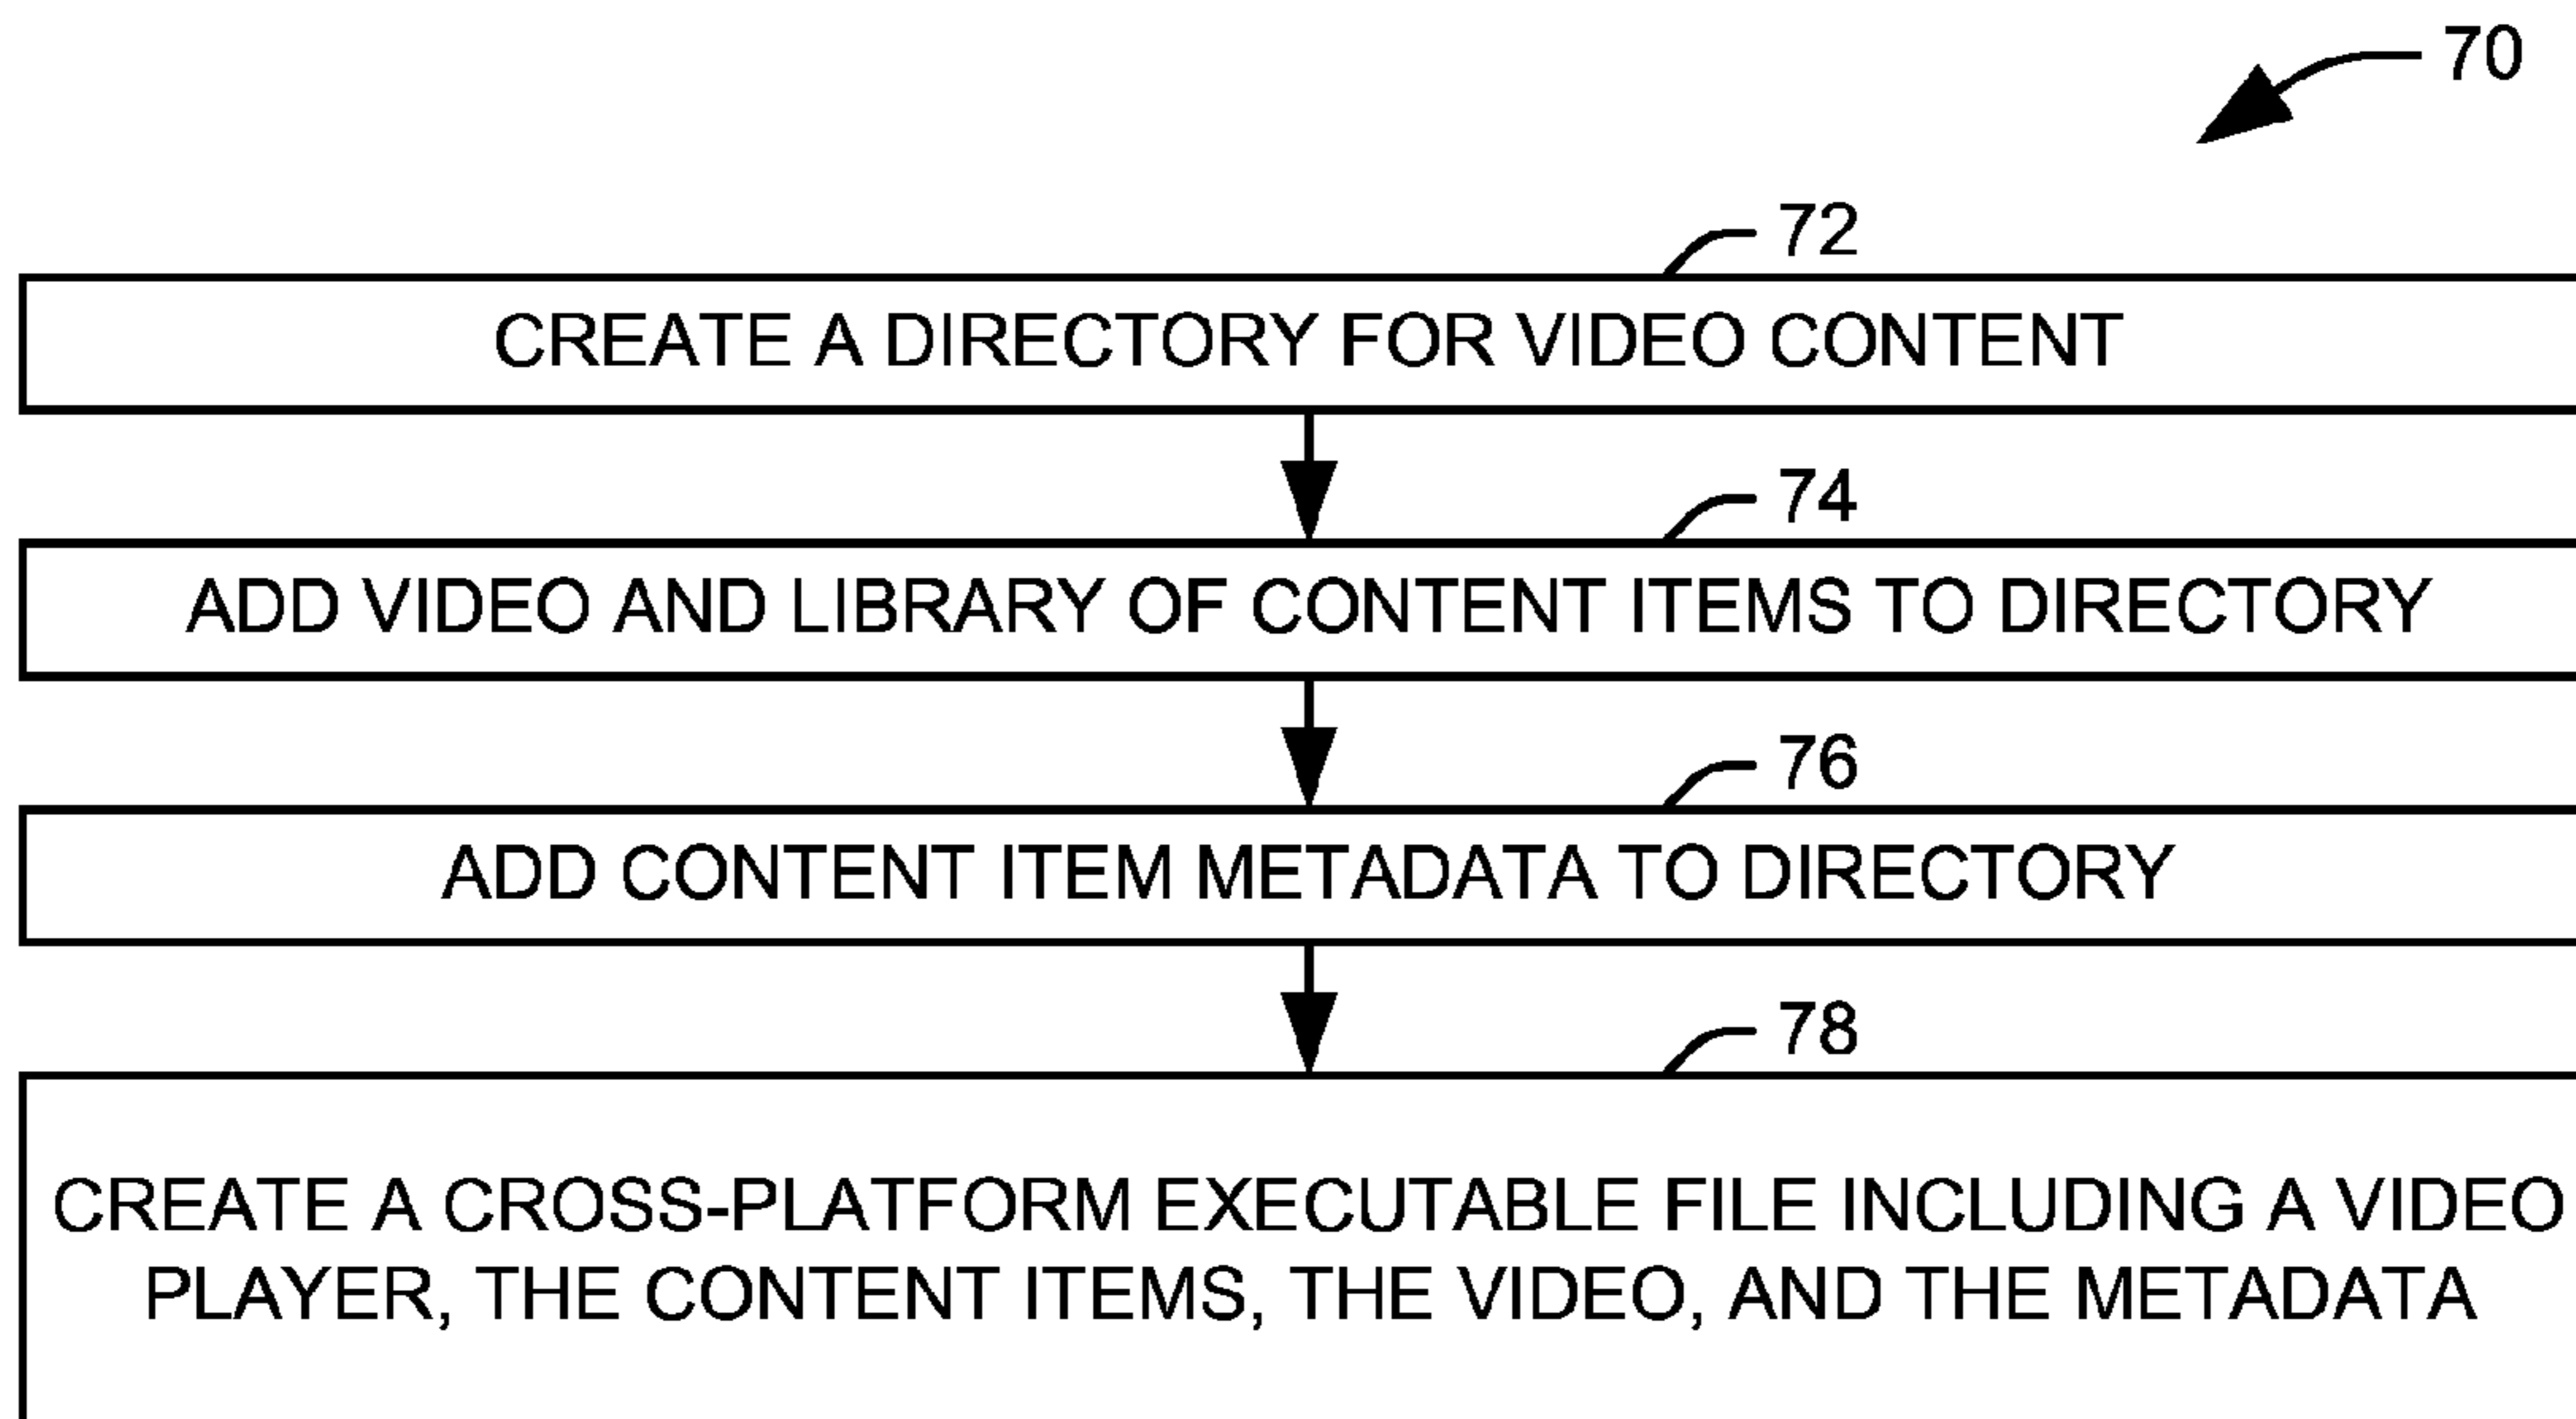 70
72
CREATE A DIRECTORY FOR VIDEO CONTENT
74
ADD VIDEO AND LIBRARY OF CONTENT ITEMS TO DIRECTORY
76
ADD CONTENT ITEM METADATA TO DIRECTORY
78
CREATE A CROSS-PLATFORM EXECUTABLE FILE INCLUDING A VIDEO
PLAYER, THE CONTENT ITEMS, THE VIDEO, AND THE METADATA